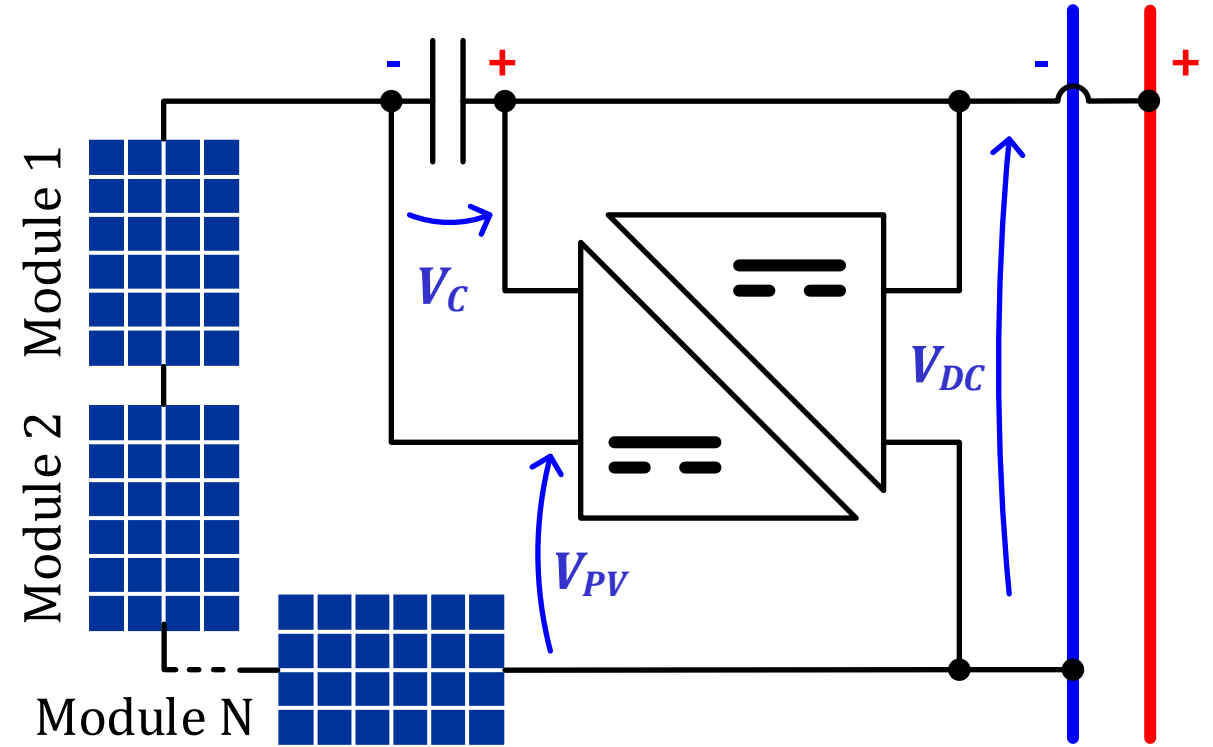 - + - +
Module 1
V_C
V_DC
Module 2
V_PV
Module N